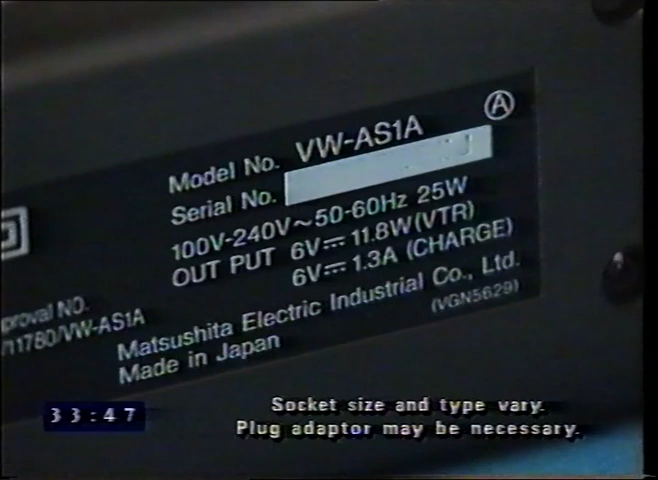 Ⓐ
Model No. VW-AS1A
Serial No.
100V-240V~50-60Hz 25W
OUT PUT 6V⎓ 11.8W(VTR)
6V⎓ 1.3A (CHARGE)
proval NO.
11780/VW-AS1A
Matsushita Electric Industrial Co., Ltd.
Made in Japan
(VGN5629)
33:47
Socket size and type vary.
Plug adaptor may be necessary.